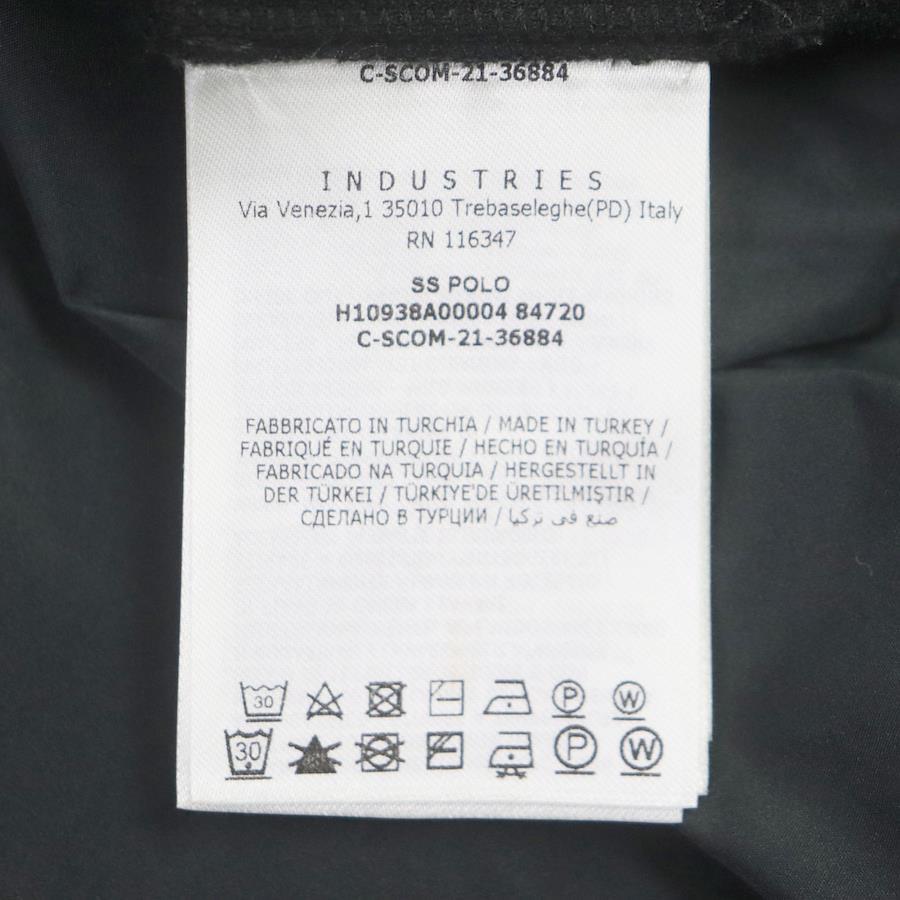 C-SCOM-21-36884
INDUSTRIES
Via Venezia,1 35010 Trebaseleghe(PD) Italy
RN 116347
SS POLO
H10938A00004 84720
C-SCOM-21-36884
FABBRICATO IN TURCHIA / MADE IN TURKEY /
FABRIQUÉ EN TURQUIE / HECHO EN TURQUÍA /
FABRICADO NA TURQUIA / HERGESTELLT IN
DER TÜRKEI / TÜRKIYE'DE ÜRETILMIŞTIR /
СДЕЛАНО В ТУРЦИИ / صنع في تركيا
30 P W
30 P W